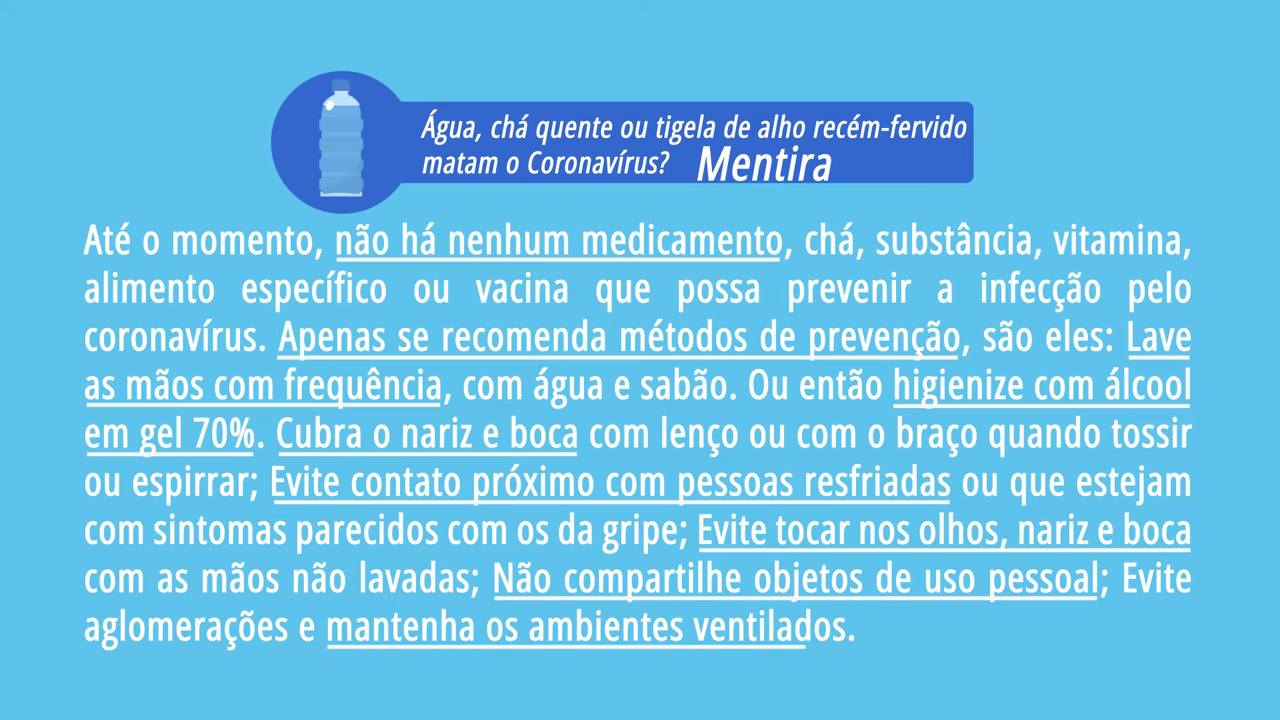 Água, chá quente ou tigela de alho recém-fervido
matam o Coronavírus? Mentira
Até o momento, não há nenhum medicamento, chá, substância, vitamina,
alimento específico ou vacina que possa prevenir a infecção pelo
coronavírus. Apenas se recomenda métodos de prevenção, são eles: Lave
as mãos com frequência, com água e sabão. Ou então higienize com álcool
em gel 70%. Cubra o nariz e boca com lenço ou com o braço quando tossir
ou espirrar; Evite contato próximo com pessoas resfriadas ou que estejam
com sintomas parecidos com os da gripe; Evite tocar nos olhos, nariz e boca
com as mãos não lavadas; Não compartilhe objetos de uso pessoal; Evite
aglomerações e mantenha os ambientes ventilados.